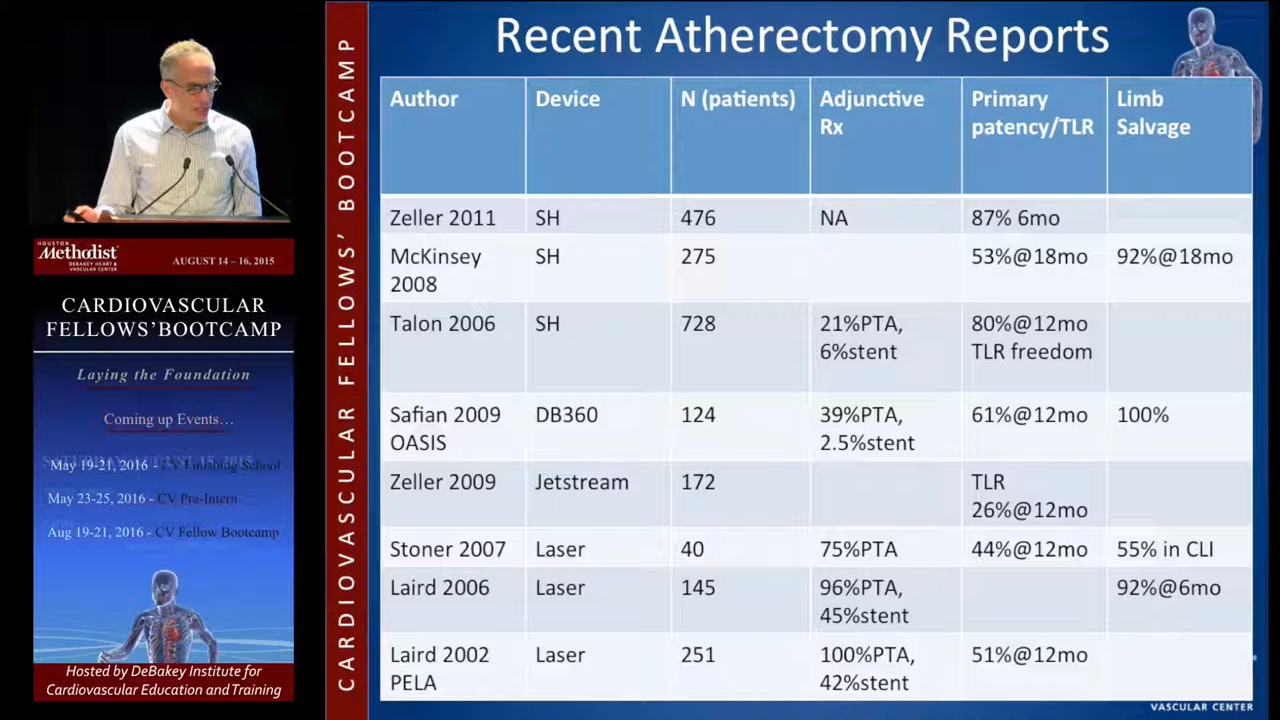 HOUSTON
Methodist
DEBAKEY HEART &
VASCULAR CENTER
AUGUST 14 – 16, 2015
CARDIOVASCULAR
FELLOWS'BOOTCAMP
Laying the Foundation
Coming up Events…
May 19-21, 2016 - CV Finishing School
May 23-25, 2016 - CV Pre-Intern
Aug 19-21, 2016 - CV Fellow Bootcamp
Hosted by DeBakey Institute for
Cardiovascular Education and Training
CARDIOVASCULAR FELLOWS' BOOTCAMP
Recent Atherectomy Reports
Author Device N (patients) Adjunctive Rx Primary patency/TLR Limb Salvage
Zeller 2011 SH 476 NA 87% 6mo
McKinsey 2008 SH 275 53%@18mo 92%@18mo
Talon 2006 SH 728 21%PTA, 6%stent 80%@12mo TLR freedom
Safian 2009 OASIS DB360 124 39%PTA, 2.5%stent 61%@12mo 100%
Zeller 2009 Jetstream 172 TLR 26%@12mo
Stoner 2007 Laser 40 75%PTA 44%@12mo 55% in CLI
Laird 2006 Laser 145 96%PTA, 45%stent 92%@6mo
Laird 2002 PELA Laser 251 100%PTA, 42%stent 51%@12mo
VASCULAR CENTER